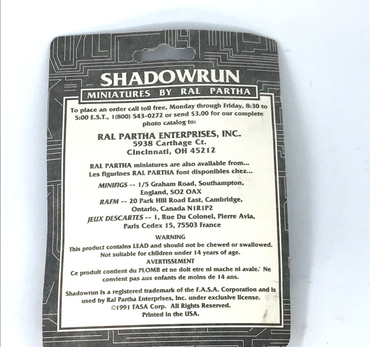 SHADOWRUN
MINIATURES BY RAL PARTHA
To place an order call toll free, Monday through Friday, 8:30 to
5:00 E.S.T., 1(800) 543-0272 or send $3.00 for our complete
photo catalog to:
RAL PARTHA ENTERPRISES, INC.
5938 Carthage Ct.
Cincinnati, OH 45212
RAL PARTHA miniatures are also available from...
Les figurines RAL PARTHA font disponibles chez...
MINIFIGS -- 1/5 Graham Road, Southampton,
England, SO2 OAX
RAFM -- 20 Park Hill Road East, Cambridge,
Ontario, Canada N1R1P2
JEUX DESCARTES -- 1, Rue Du Colonel, Pierre Avia,
Paris Cedex 15, 75503 France
WARNING
This product contains LEAD and should not be chewed or swallowed.
Not suitable for children under 14 years of age.
AVERTISSEMENT
Ce produit contient du PLOMB et ne doit etre ni mache ni avale. Ne
convient pas aux enfants de moins de 14 ans.
Shadowrun is a registered trademark of the F.A.S.A. Corporation and is
used by Ral Partha Enterprises, Inc. under exclusive license.
©1991 FASA Corp. All Rights Reserved.
Printed in the USA.